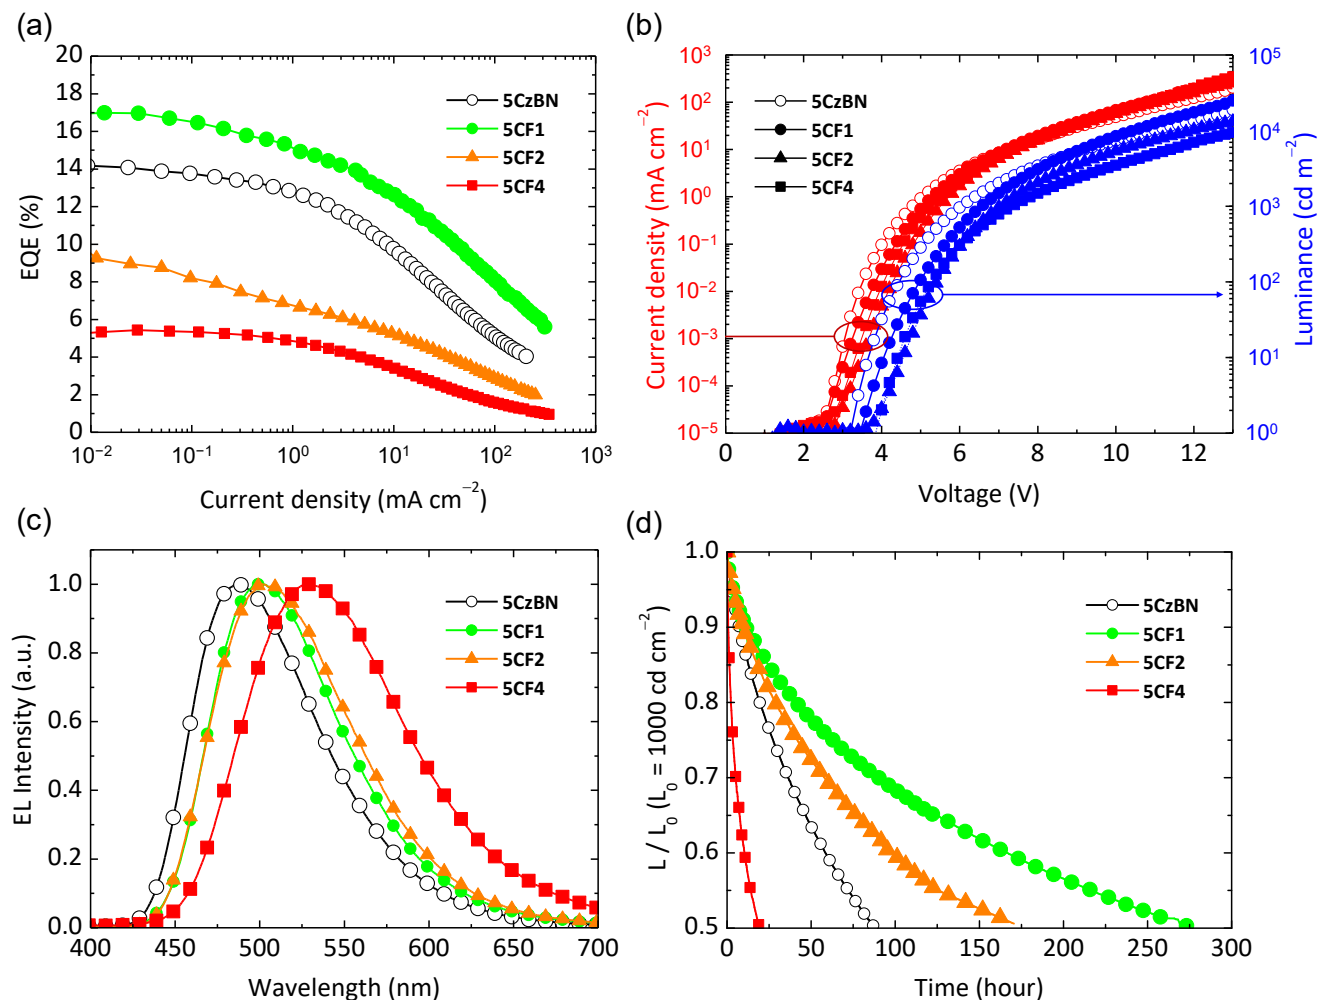 (a)
20
18
16
14
12
10
8
6
4
2
0
EQE (%)
5CzBN
5CF1
5CF2
5CF4
10⁻² 10⁻¹ 10⁰ 10¹ 10² 10³
Current density (mA cm⁻²)
(b)
10³
10²
10¹
10⁰
10⁻¹
10⁻²
10⁻³
10⁻⁴
10⁻⁵
Current density (mA cm⁻²)
5CzBN
5CF1
5CF2
5CF4
10⁵
10⁴
10³
10²
10¹
10⁰
Luminance (cd m⁻²)
0 2 4 6 8 10 12
Voltage (V)
(c)
1.0
0.8
0.6
0.4
0.2
0.0
EL Intensity (a.u.)
5CzBN
5CF1
5CF2
5CF4
400 450 500 550 600 650 700
Wavelength (nm)
(d)
1.0
0.9
0.8
0.7
0.6
0.5
L / L₀ (L₀ = 1000 cd cm⁻²)
5CzBN
5CF1
5CF2
5CF4
0 50 100 150 200 250 300
Time (hour)